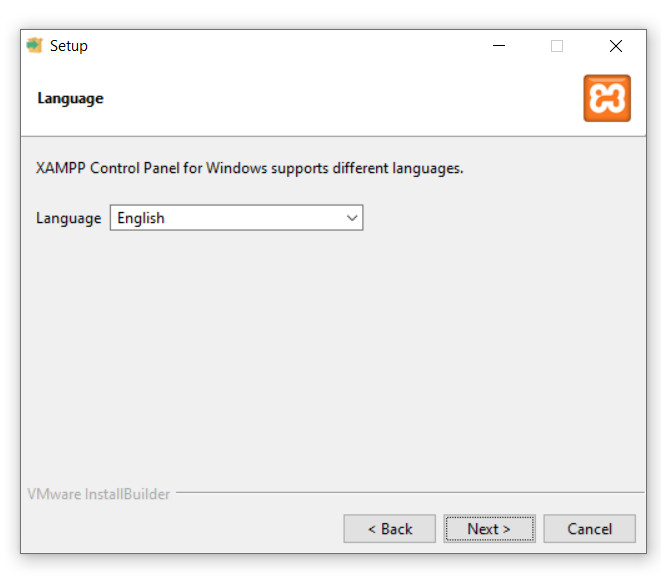 Setup
Language
XAMPP Control Panel for Windows supports different languages.
Language English
VMware InstallBuilder
< Back Next > Cancel